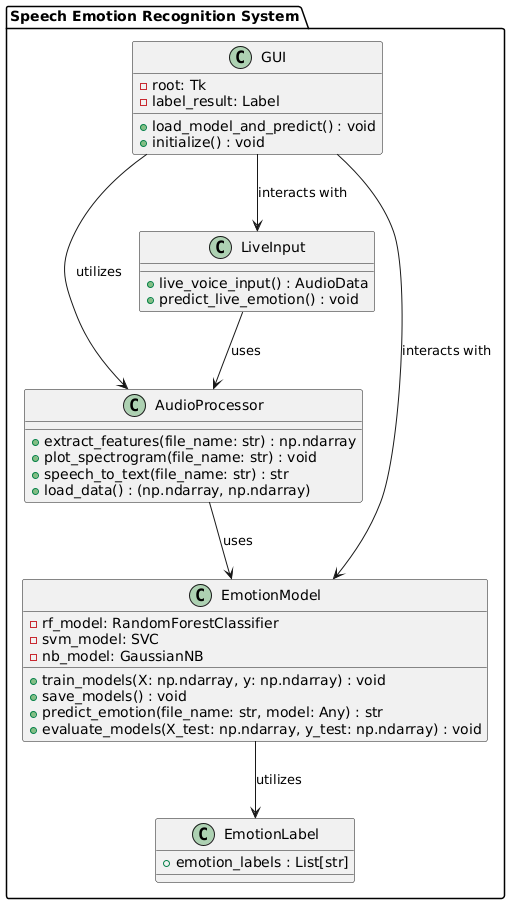 Speech Emotion Recognition System
C GUI
root: Tk
label_result: Label
load_model_and_predict() : void
initialize() : void
interacts with
C LiveInput
live_voice_input() : AudioData
predict_live_emotion() : void
utilizes
uses
interacts with
C AudioProcessor
extract_features(file_name: str) : np.ndarray
plot_spectrogram(file_name: str) : void
speech_to_text(file_name: str) : str
load_data() : (np.ndarray, np.ndarray)
uses
C EmotionModel
rf_model: RandomForestClassifier
svm_model: SVC
nb_model: GaussianNB
train_models(X: np.ndarray, y: np.ndarray) : void
save_models() : void
predict_emotion(file_name: str, model: Any) : str
evaluate_models(X_test: np.ndarray, y_test: np.ndarray) : void
utilizes
C EmotionLabel
emotion_labels : List[str]